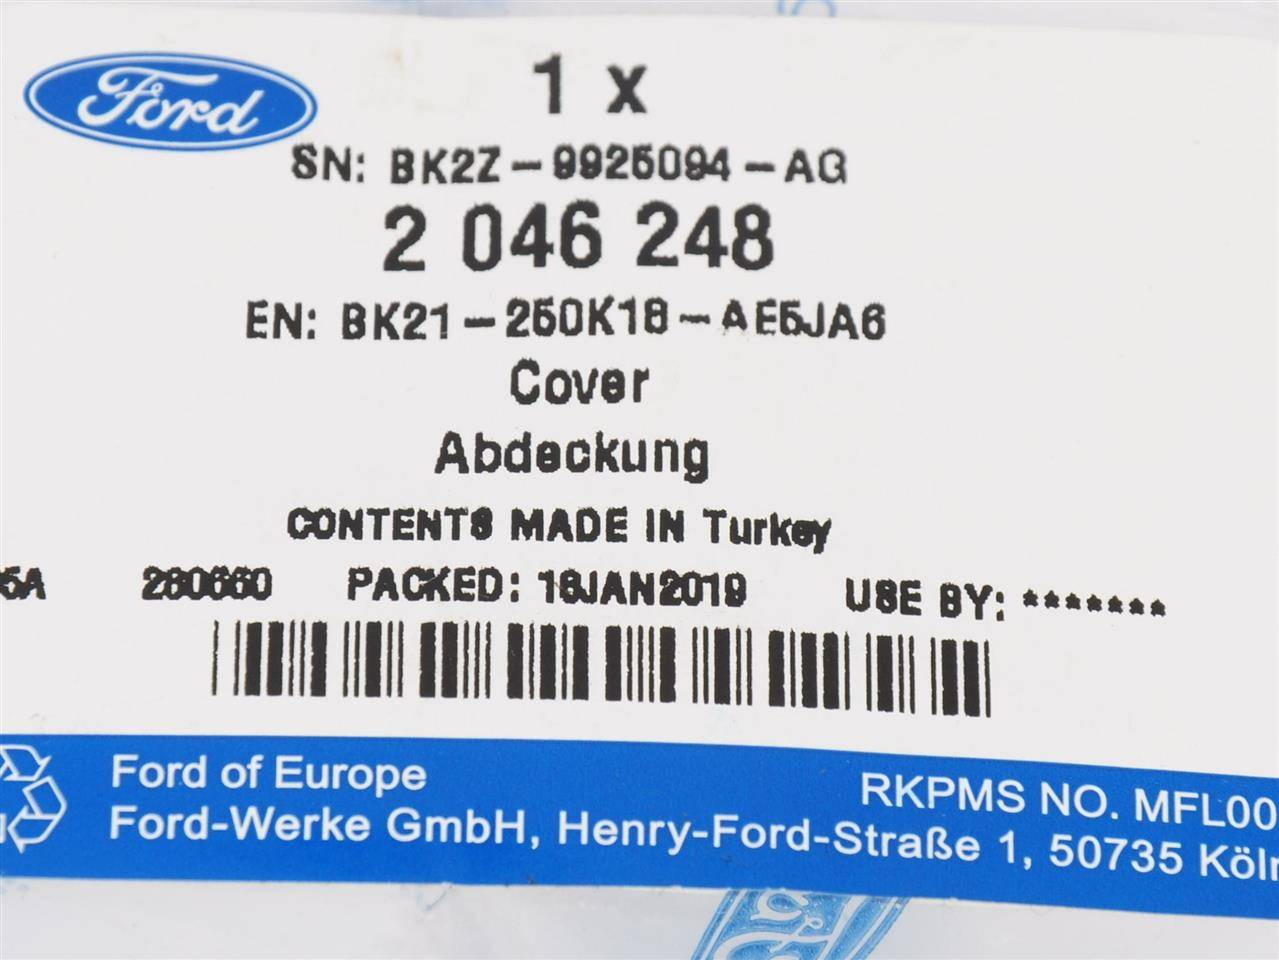 Ford
1 x
SN: BK2Z-9925094-AG
2 046 248
EN: BK21-250K18-AE5JA6
Cover
Abdeckung
CONTENTS MADE IN Turkey
5A 280660 PACKED: 18JAN2019 USE BY: *******
Ford of Europe
RKPMS NO. MFL00
Ford-Werke GmbH, Henry-Ford-Straße 1, 50735 Köln